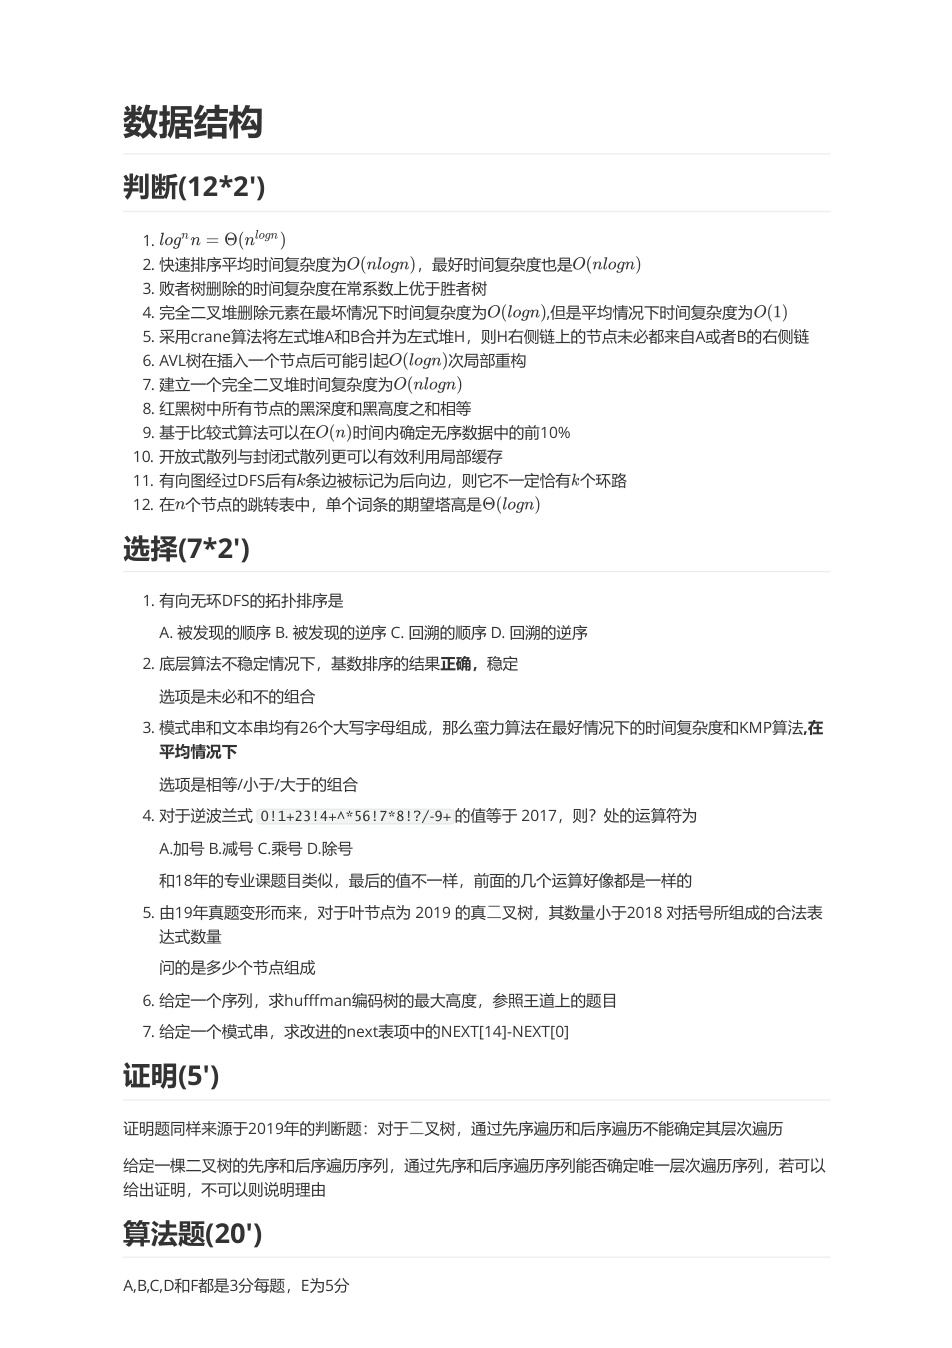 数据结构
判断(12*2')
1. log^n n = Θ(n^{logn})
2. 快速排序平均时间复杂度为O(nlogn)，最好时间复杂度也是O(nlogn)
3. 败者树删除的时间复杂度在常系数上优于胜者树
4. 完全二叉堆删除元素在最坏情况下时间复杂度为O(logn),但是平均情况下时间复杂度为O(1)
5. 采用crane算法将左式堆A和B合并为左式堆H，则H右侧链上的节点未必都来自A或者B的右侧链
6. AVL树在插入一个节点后可能引起O(logn)次局部重构
7. 建立一个完全二叉堆时间复杂度为O(nlogn)
8. 红黑树中所有节点的黑深度和黑高度之和相等
9. 基于比较式算法可以在O(n)时间内确定无序数据中的前10%
10. 开放式散列与封闭式散列更可以有效利用局部缓存
11. 有向图经过DFS后有k条边被标记为后向边，则它不一定恰有k个环路
12. 在n个节点的跳转表中，单个词条的期望塔高是Θ(logn)
选择(7*2')
1. 有向无环DFS的拓扑排序是
A. 被发现的顺序 B. 被发现的逆序 C. 回溯的顺序 D. 回溯的逆序
2. 底层算法不稳定情况下，基数排序的结果正确，稳定
选项是未必和不的组合
3. 模式串和文本串均有26个大写字母组成，那么蛮力算法在最好情况下的时间复杂度和KMP算法,在
平均情况下
选项是相等/小于/大于的组合
4. 对于逆波兰式 0!1+23!4+^*56!7*8!?/-9+ 的值等于 2017，则？处的运算符为
A.加号 B.减号 C.乘号 D.除号
和18年的专业课题目类似，最后的值不一样，前面的几个运算好像都是一样的
5. 由19年真题变形而来，对于叶节点为 2019 的真二叉树，其数量小于2018 对括号所组成的合法表
达式数量
问的是多少个节点组成
6. 给定一个序列，求hufffman编码树的最大高度，参照王道上的题目
7. 给定一个模式串，求改进的next表项中的NEXT[14]-NEXT[0]
证明(5')
证明题同样来源于2019年的判断题：对于二叉树，通过先序遍历和后序遍历不能确定其层次遍历
给定一棵二叉树的先序和后序遍历序列，通过先序和后序遍历序列能否确定唯一层次遍历序列，若可以
给出证明，不可以则说明理由
算法题(20')
A,B,C,D和F都是3分每题，E为5分